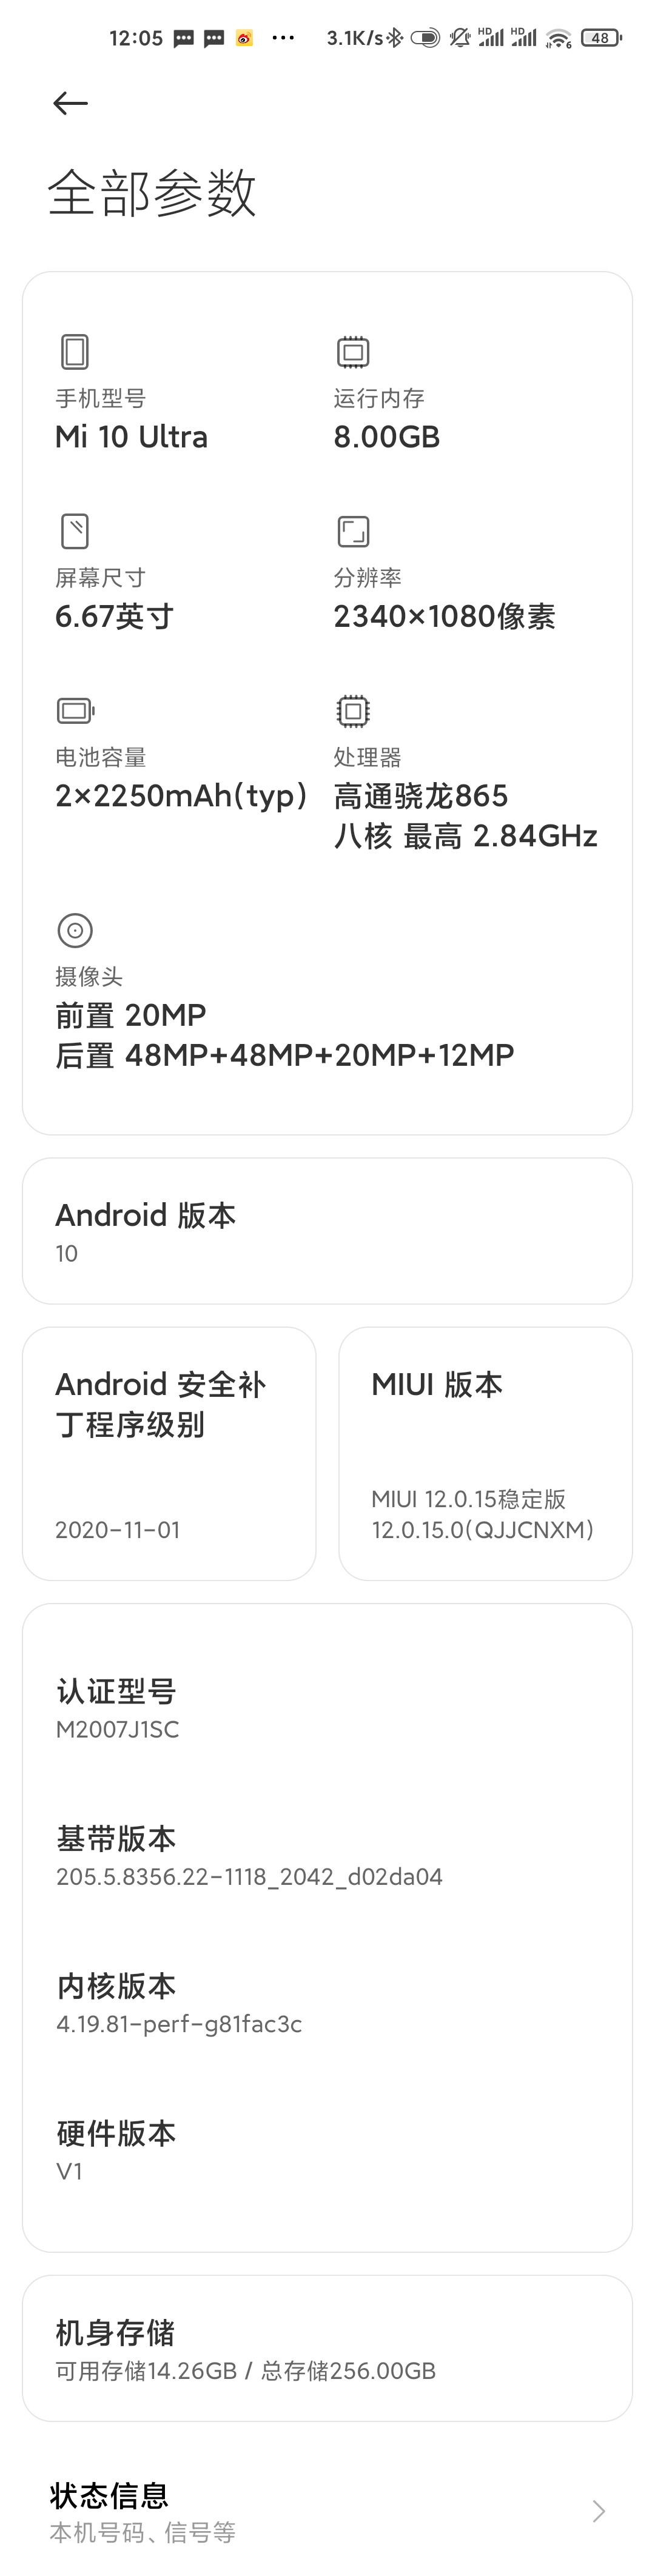 12:05 ... 3.1K/s HD HD 6 48
全部参数
手机型号 运行内存
Mi 10 Ultra 8.00GB
屏幕尺寸 分辨率
6.67英寸 2340×1080像素
电池容量 处理器
2×2250mAh(typ) 高通骁龙865
八核 最高 2.84GHz
摄像头
前置 20MP
后置 48MP+48MP+20MP+12MP
Android 版本
10
Android 安全补
丁程序级别
2020-11-01
MIUI 版本
MIUI 12.0.15稳定版
12.0.15.0(QJJCNXM)
认证型号
M2007J1SC
基带版本
205.5.8356.22-1118_2042_d02da04
内核版本
4.19.81-perf-g81fac3c
硬件版本
V1
机身存储
可用存储14.26GB / 总存储256.00GB
状态信息
本机号码、信号等